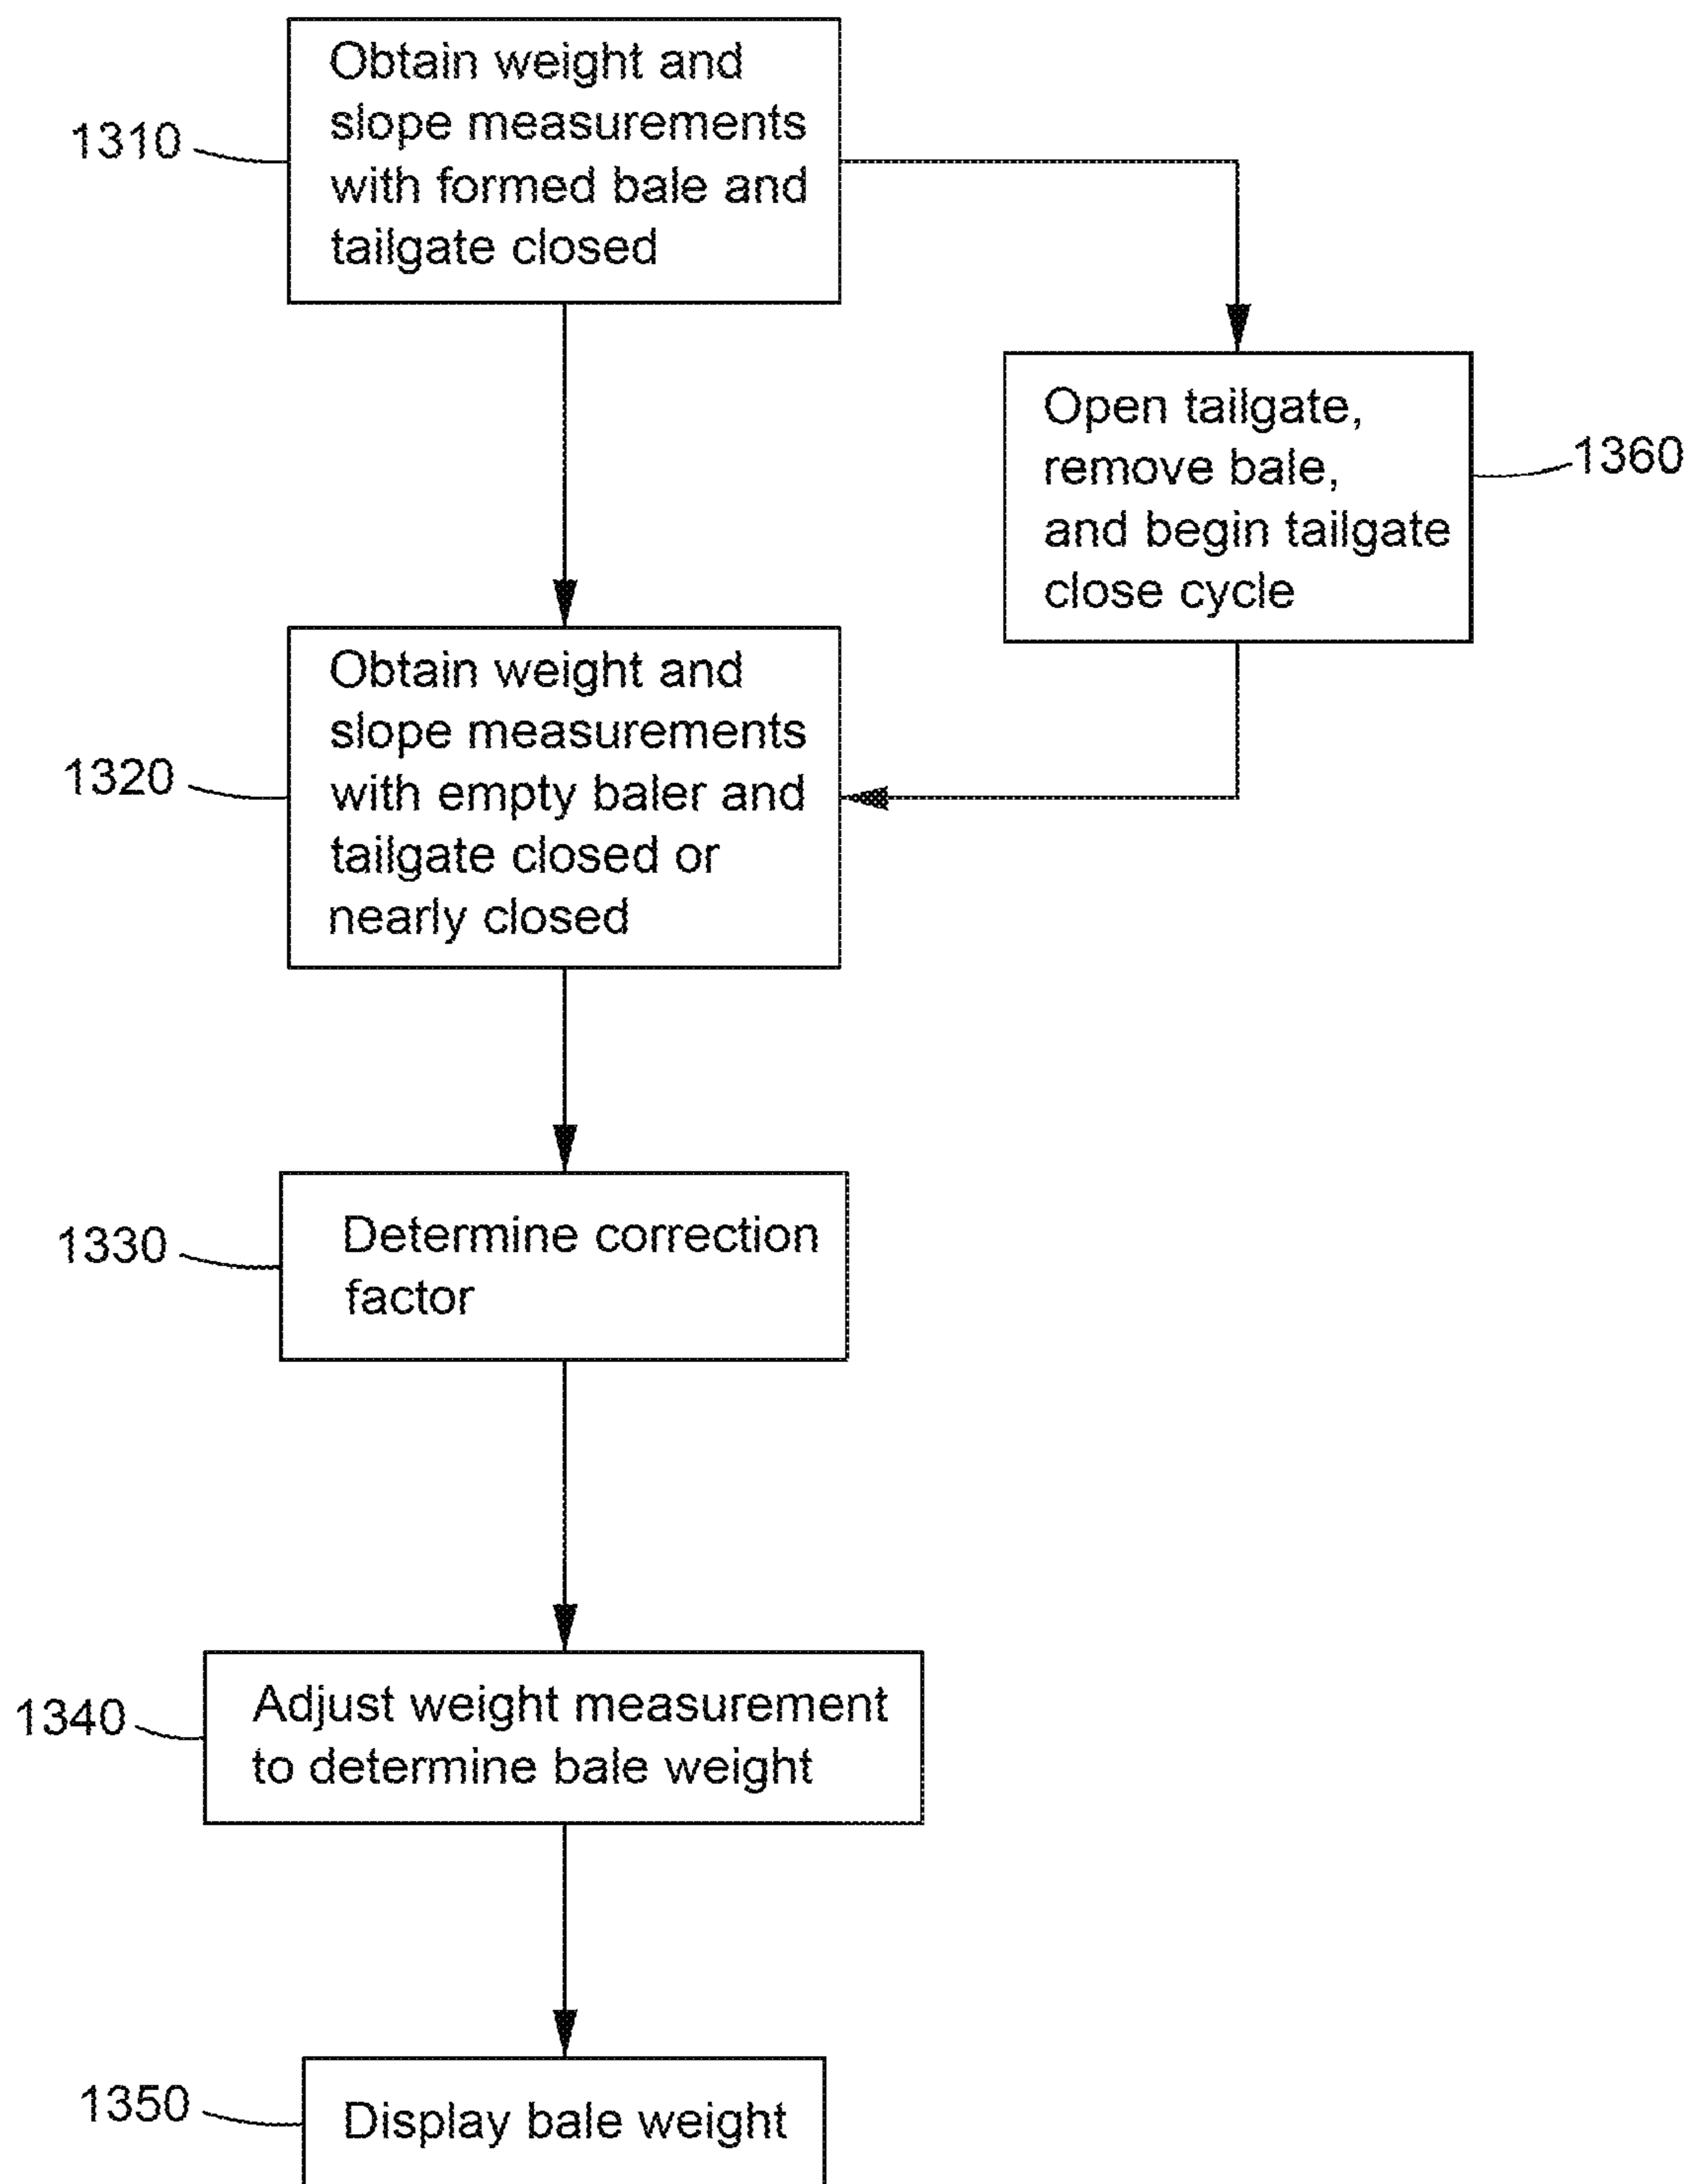 Obtain weight and
slope measurements
with formed bale and
tailgate closed
1310
Open tailgate,
remove bale,
and begin tailgate
close cycle
1360
Obtain weight and
slope measurements
with empty baler and
tailgate closed or
nearly closed
1320
Determine correction
factor
1330
Adjust weight measurement
to determine bale weight
1340
Display bale weight
1350